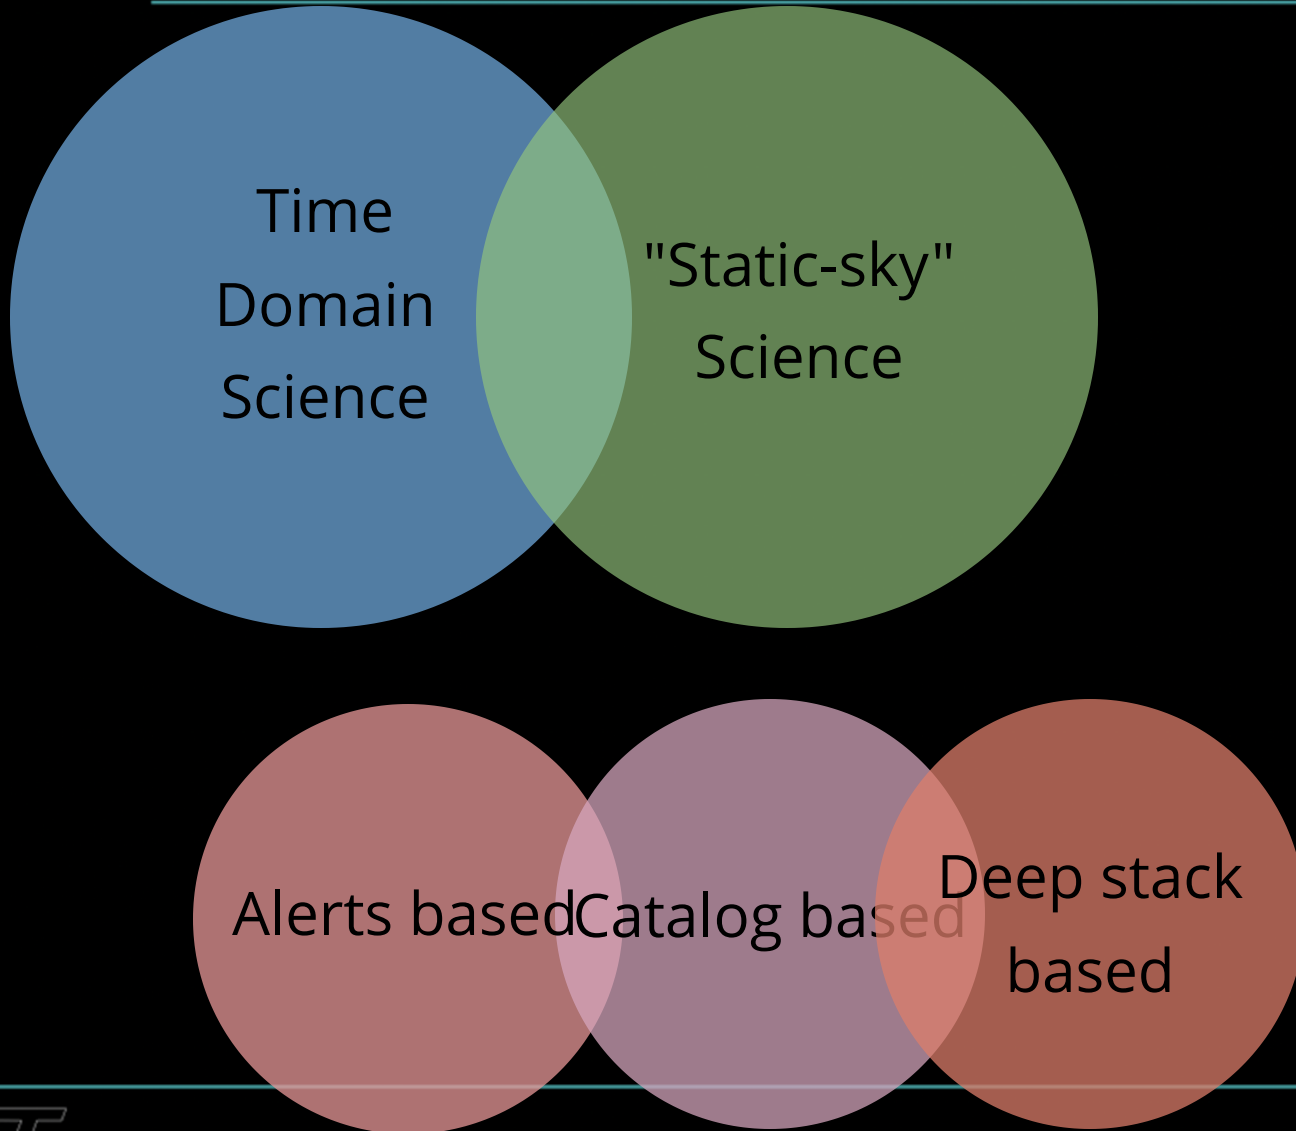 Time
Domain
Science
"Static-sky"
Science
Alerts based
Catalog based
Deep stack
based